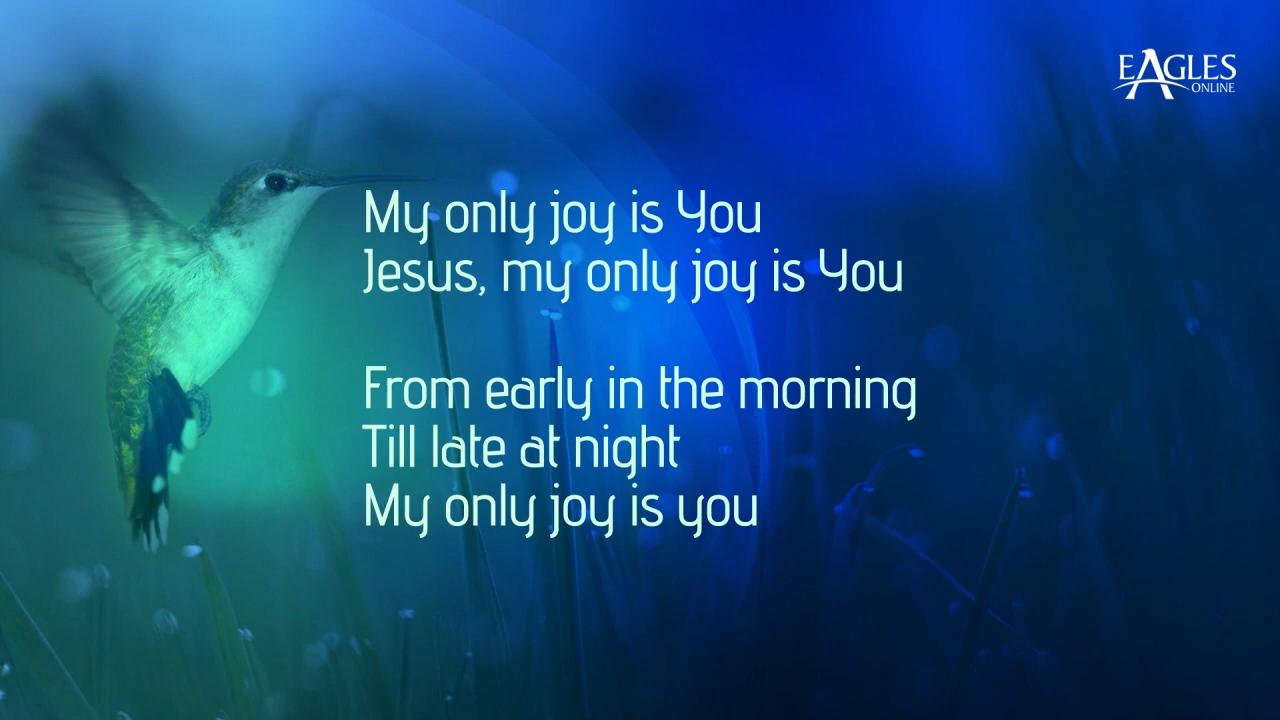 EAGLES
ONLINE
My only joy is You
Jesus, my only joy is You
From early in the morning
Till late at night
My only joy is you